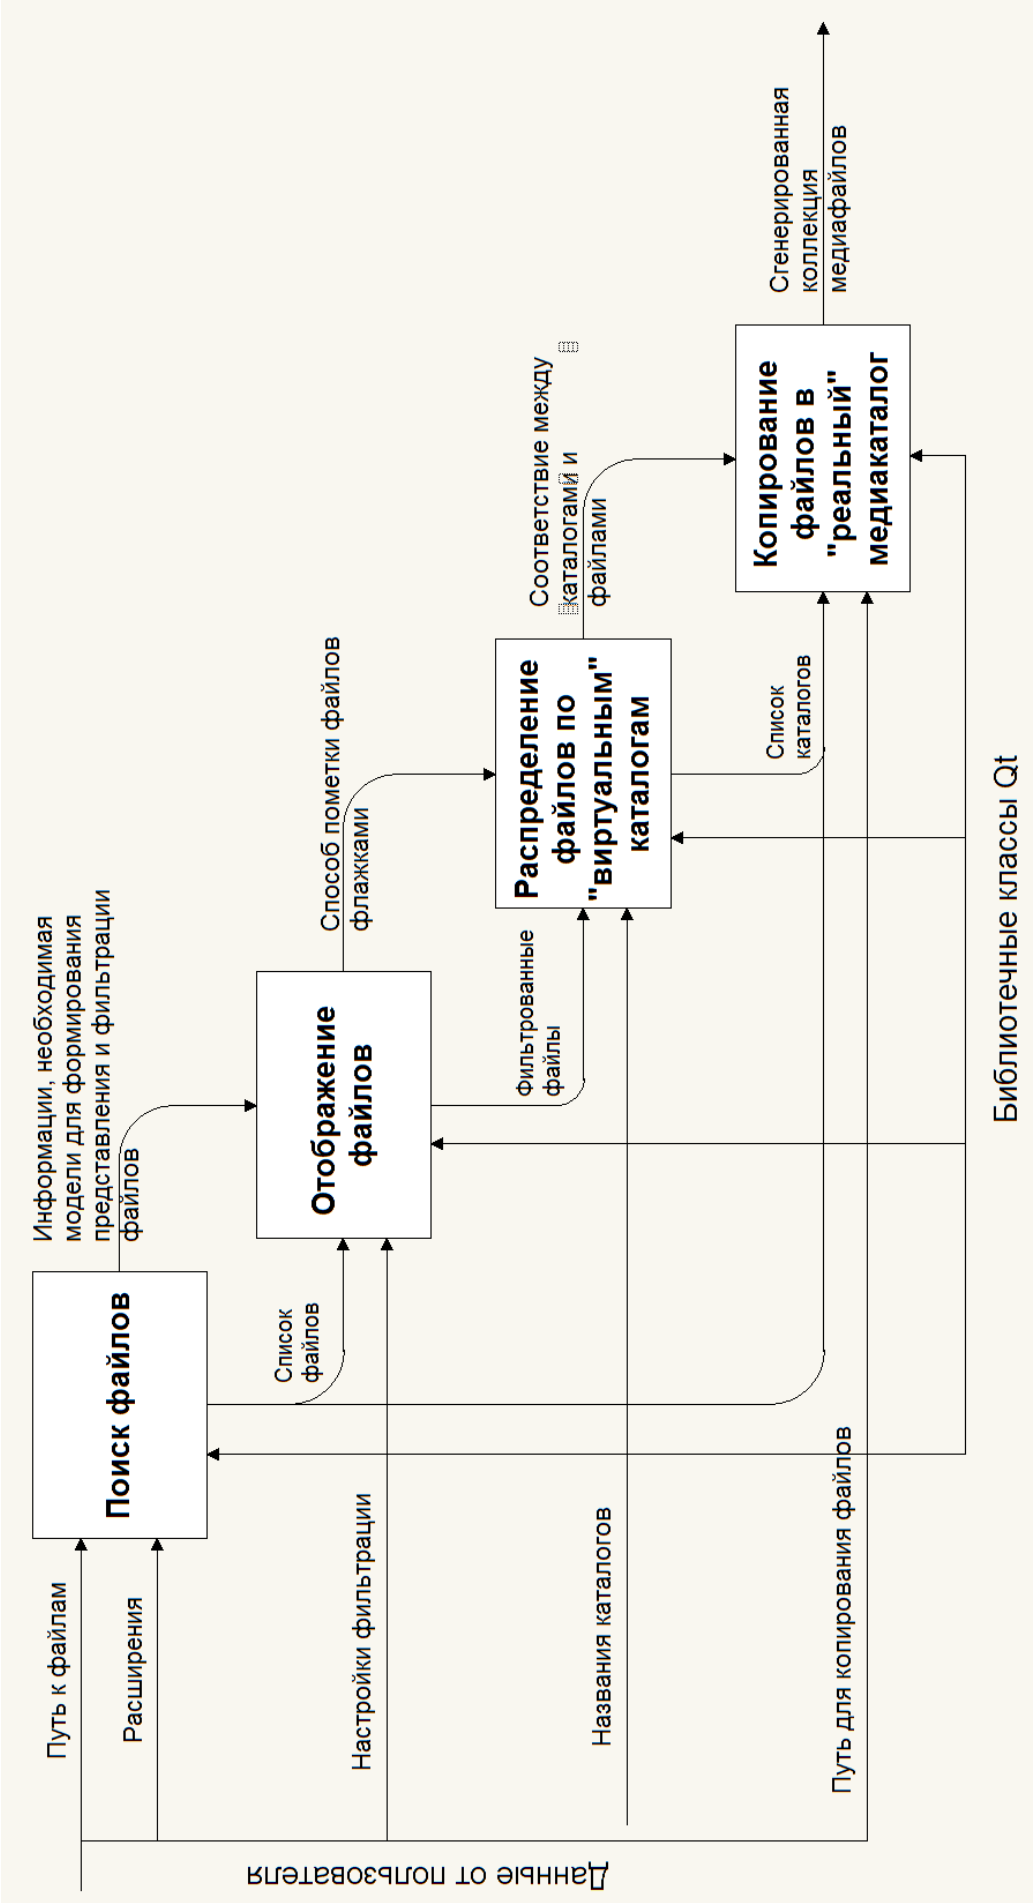 Данные от пользователя
Путь к файлам
Расширения
Настройки фильтрации
Названия каталогов
Путь для копирования файлов
Поиск файлов
Информации, необходимая
модели для формирования
представления и фильтрации
файлов
Список
файлов
Отображение
файлов
Способ пометки файлов
флажками
Фильтрованные
файлы
Распределение
файлов по
"виртуальным"
каталогам
Соответствие между
каталогами и
файлами
Список
каталогов
Копирование
файлов в
"реальный"
медиакаталог
Сгенерированная
коллекция
медиафайлов
Библиотечные классы Qt